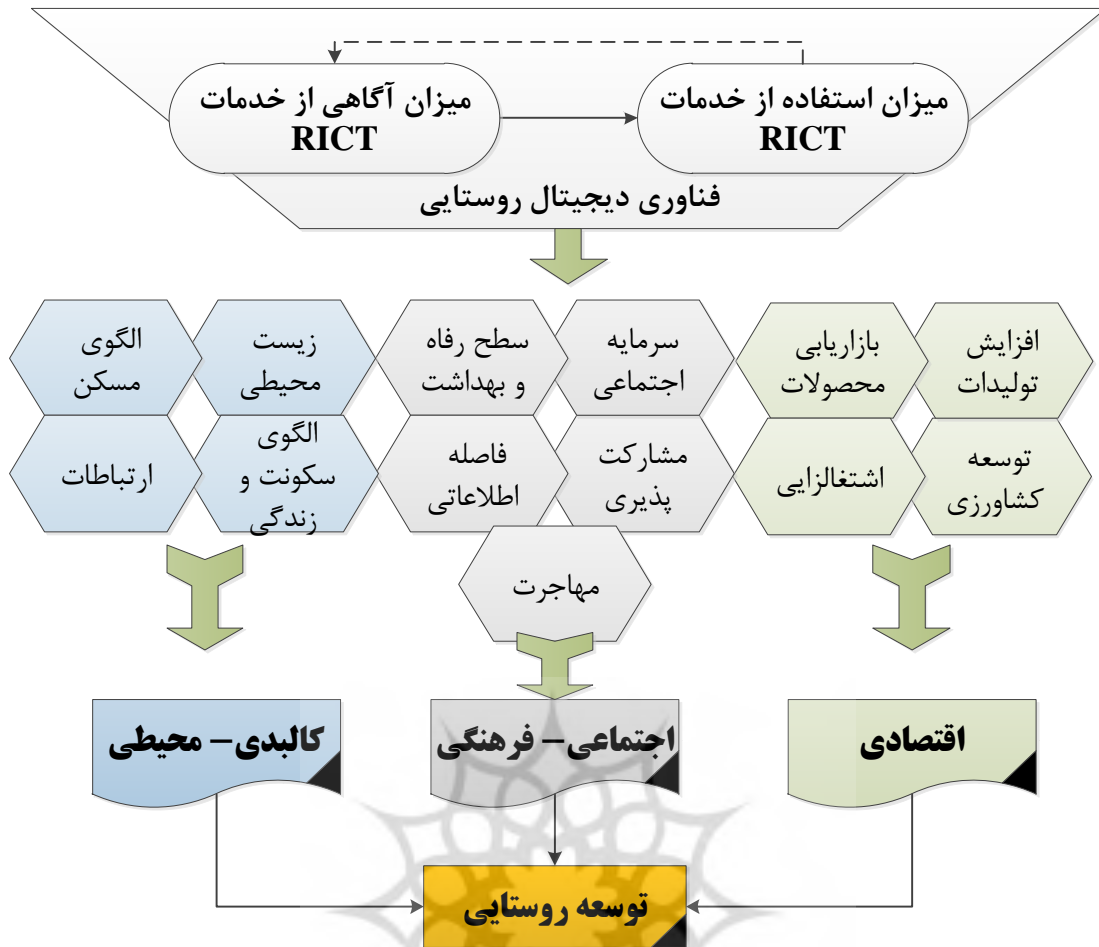 میزان استفاده از خدمات
RICT
میزان آگاهی از خدمات
RICT
فناوری دیجیتال روستایی
افزایش
تولیدات
بازاریابی
محصولات
توسعه
کشاورزی
اشتغالزایی
سرمایه
اجتماعی
سطح رفاه
و بهداشت
مشارکت
پذیری
فاصله
اطلاعاتی
مهاجرت
زیست
محیطی
الگوی
مسکن
الگوی
سکونت و
زندگی
ارتباطات
اقتصادی
اجتماعی- فرهنگی
کالبدی- محیطی
توسعه روستایی